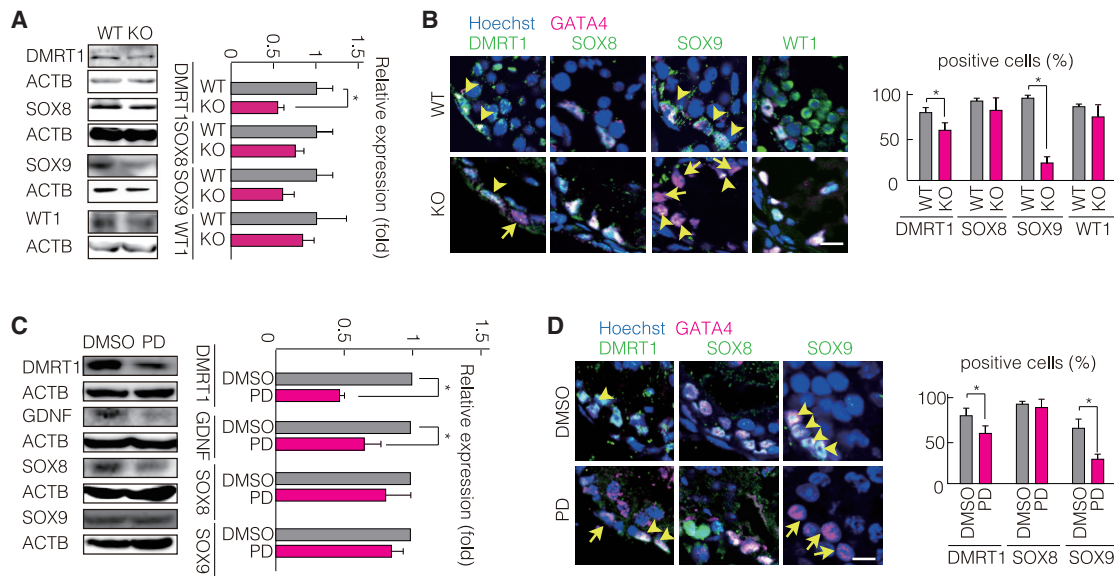 A
WT KO
DMRT1
ACTB
SOX8
ACTB
SOX9
ACTB
WT1
ACTB
0
0.5
1
1.5
Relative expression (fold)
DMRT1
WT
KO
*
SOX8
WT
KO
SOX9
WT
KO
WT1
WT
KO
B
Hoechst GATA4
DMRT1 SOX8 SOX9 WT1
WT
KO
positive cells (%)
100
50
* *
WT KO WT KO WT KO WT KO
DMRT1 SOX8 SOX9 WT1
C
DMSO PD
DMRT1
ACTB
GDNF
ACTB
SOX8
ACTB
SOX9
ACTB
0
0.5
1
1.5
Relative expression (fold)
DMRT1
DMSO
PD
*
GDNF
DMSO
PD
*
SOX8
DMSO
PD
SOX9
DMSO
PD
D
Hoechst GATA4
DMRT1 SOX8 SOX9
DMSO
PD
positive cells (%)
100
50
* *
DMSO PD DMSO PD DMSO PD
DMRT1 SOX8 SOX9